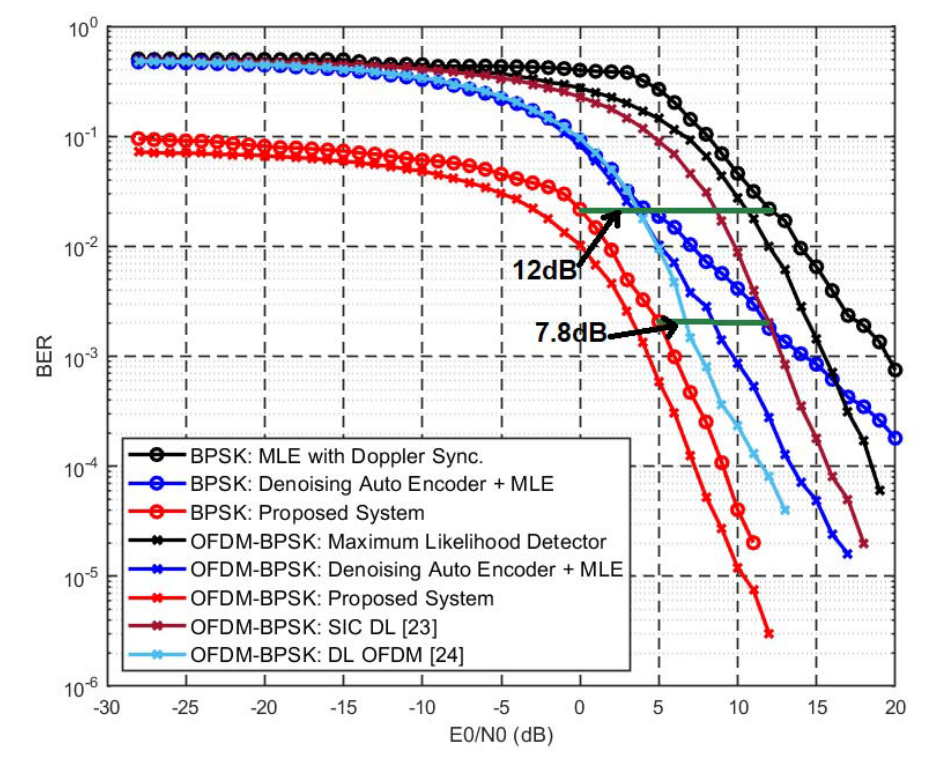 10^0
10^-1
10^-2
10^-3
10^-4
10^-5
10^-6
BER
12dB
7.8dB
BPSK: MLE with Doppler Sync.
BPSK: Denoising Auto Encoder + MLE
BPSK: Proposed System
OFDM-BPSK: Maximum Likelihood Detector
OFDM-BPSK: Denoising Auto Encoder + MLE
OFDM-BPSK: Proposed System
OFDM-BPSK: SIC DL [23]
OFDM-BPSK: DL OFDM [24]
-30 -25 -20 -15 -10 -5 0 5 10 15 20
E0/N0 (dB)